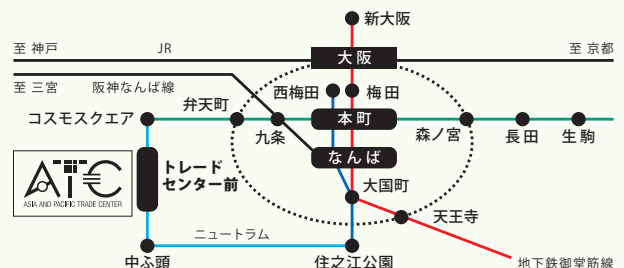 新大阪
至 神戸
JR
大阪
至 京都
至 三宮
阪神なんば線
西梅田
梅田
弁天町
コスモスクエア
本町
九条
森ノ宮
長田
生駒
なんば
ATC
ASIA AND PACIFIC TRADE CENTER
トレード
センター前
大国町
天王寺
ニュートラム
中ふ頭
住之江公園
地下鉄御堂筋線